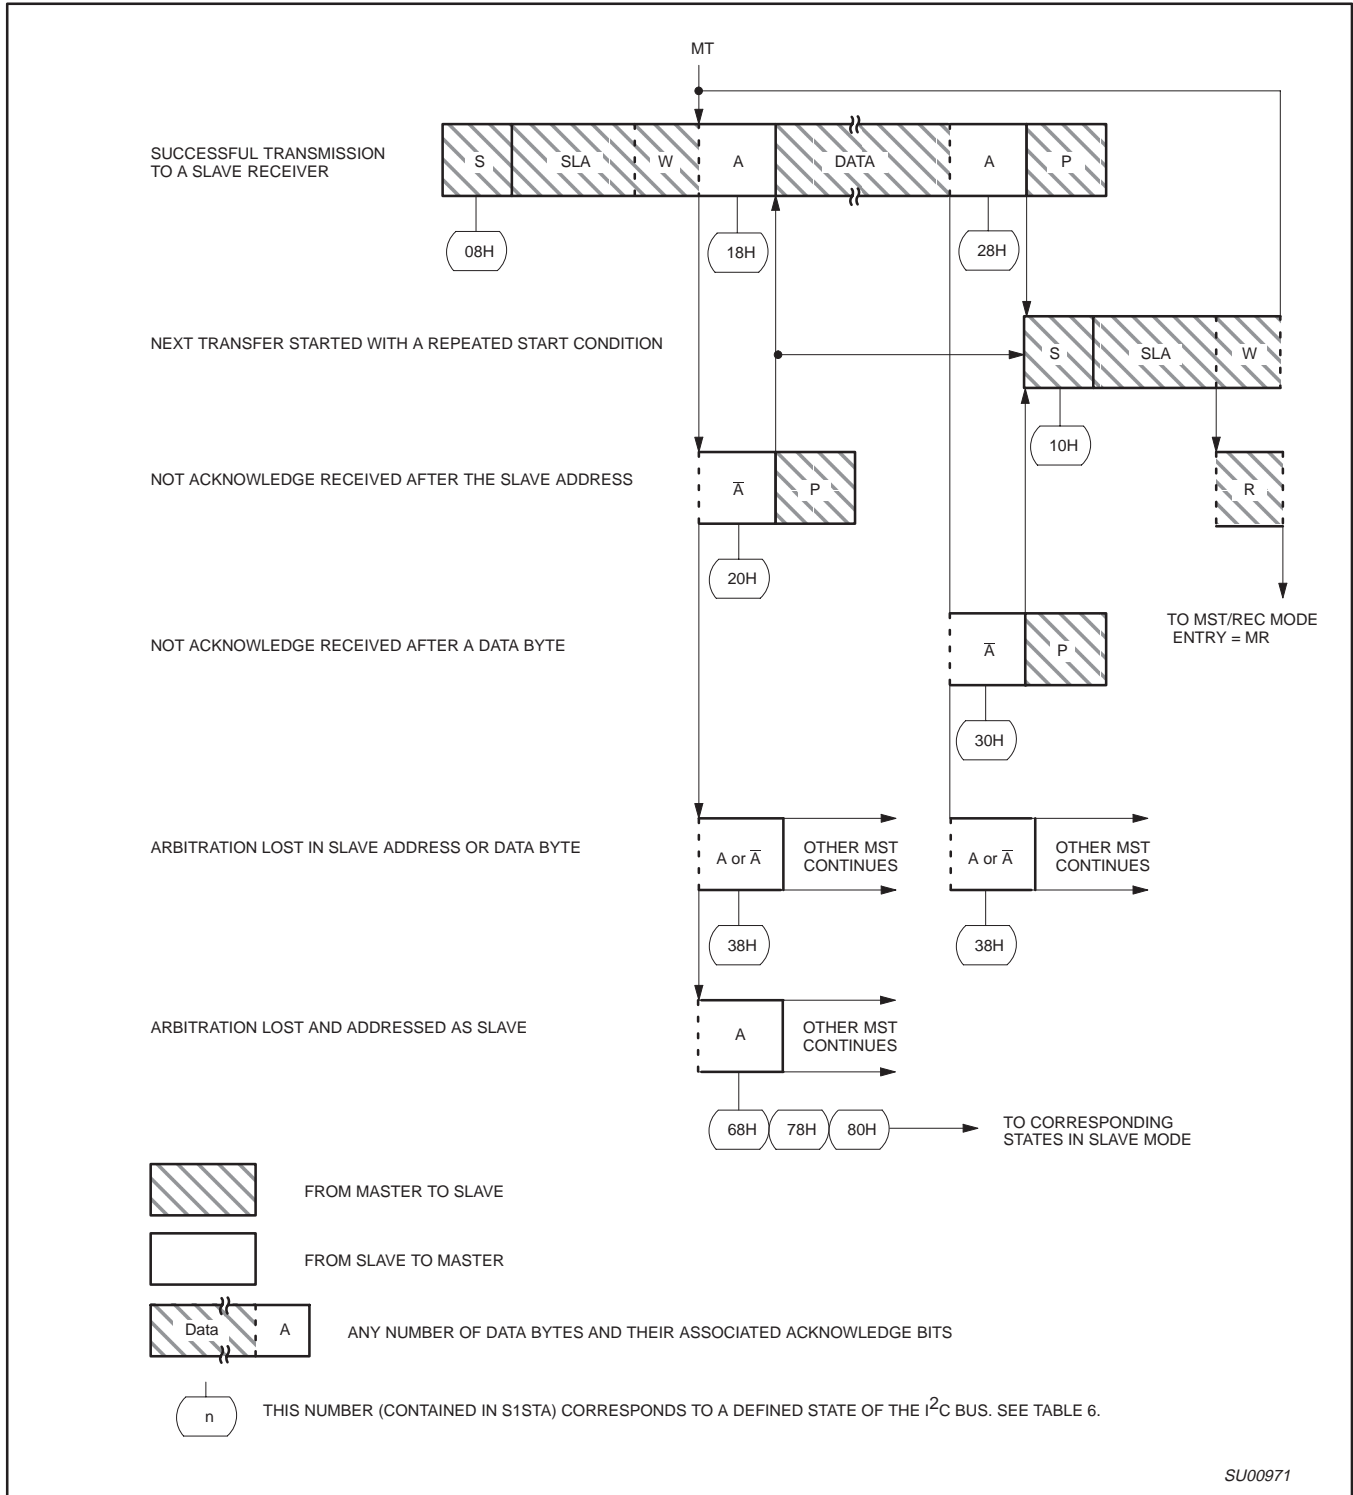 MT
SUCCESSFUL TRANSMISSION
TO A SLAVE RECEIVER
S SLA W A DATA A P
08H 18H 28H
NEXT TRANSFER STARTED WITH A REPEATED START CONDITION
S SLA W
10H
NOT ACKNOWLEDGE RECEIVED AFTER THE SLAVE ADDRESS
A̅ P
R
20H
TO MST/REC MODE
ENTRY = MR
NOT ACKNOWLEDGE RECEIVED AFTER A DATA BYTE
A̅ P
30H
ARBITRATION LOST IN SLAVE ADDRESS OR DATA BYTE
A or A̅
OTHER MST
CONTINUES
A or A̅
OTHER MST
CONTINUES
38H 38H
ARBITRATION LOST AND ADDRESSED AS SLAVE
A
OTHER MST
CONTINUES
68H 78H 80H
TO CORRESPONDING
STATES IN SLAVE MODE
FROM MASTER TO SLAVE
FROM SLAVE TO MASTER
Data A
ANY NUMBER OF DATA BYTES AND THEIR ASSOCIATED ACKNOWLEDGE BITS
n
THIS NUMBER (CONTAINED IN S1STA) CORRESPONDS TO A DEFINED STATE OF THE I²C BUS. SEE TABLE 6.
SU00971